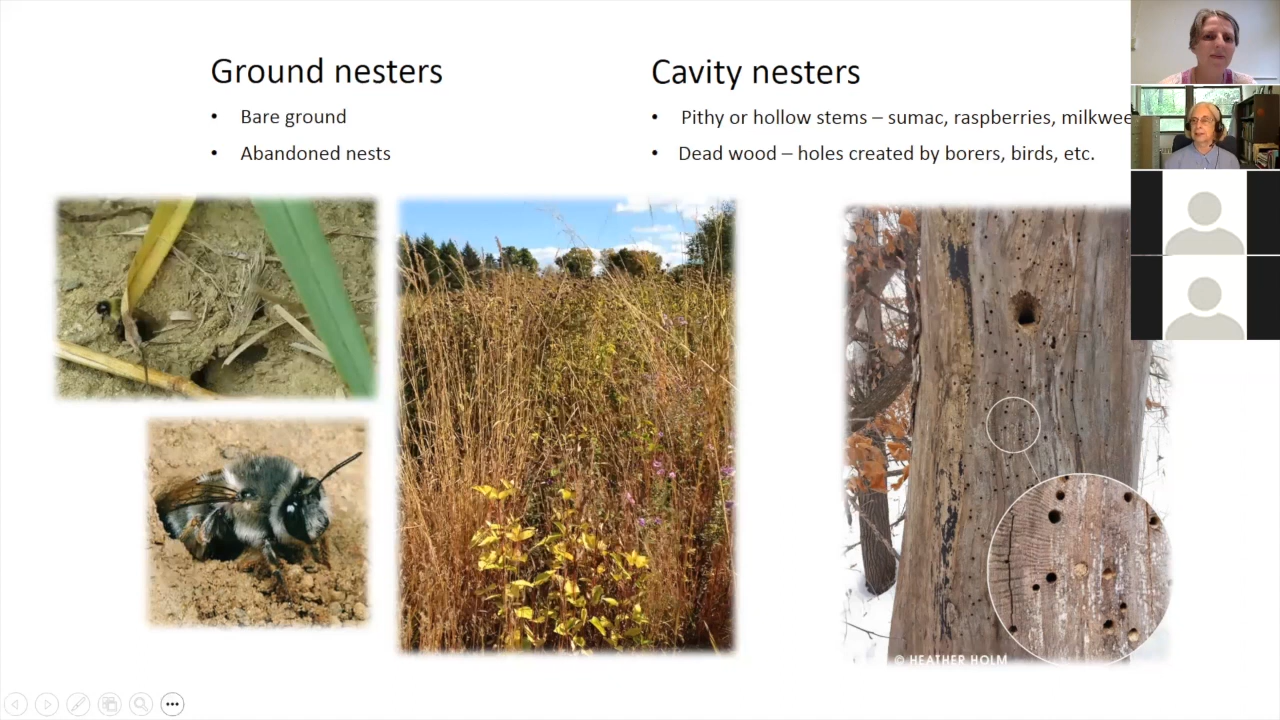 Ground nesters
• Bare ground
• Abandoned nests
Cavity nesters
• Pithy or hollow stems – sumac, raspberries, milkwee
• Dead wood – holes created by borers, birds, etc.
© HEATHER HOLM